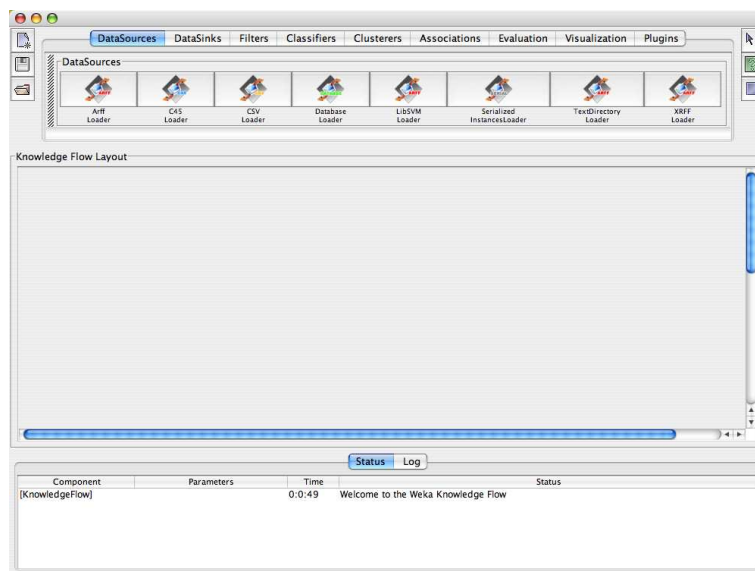 DataSources DataSinks Filters Classifiers Clusterers Associations Evaluation Visualization Plugins
DataSources
Arff Loader
C45 Loader
CSV Loader
Database Loader
LibSVM Loader
Serialized InstancesLoader
TextDirectory Loader
XRFF Loader
Knowledge Flow Layout
Status Log
Component Parameters Time Status
[KnowledgeFlow] 0:0:49 Welcome to the Weka Knowledge Flow